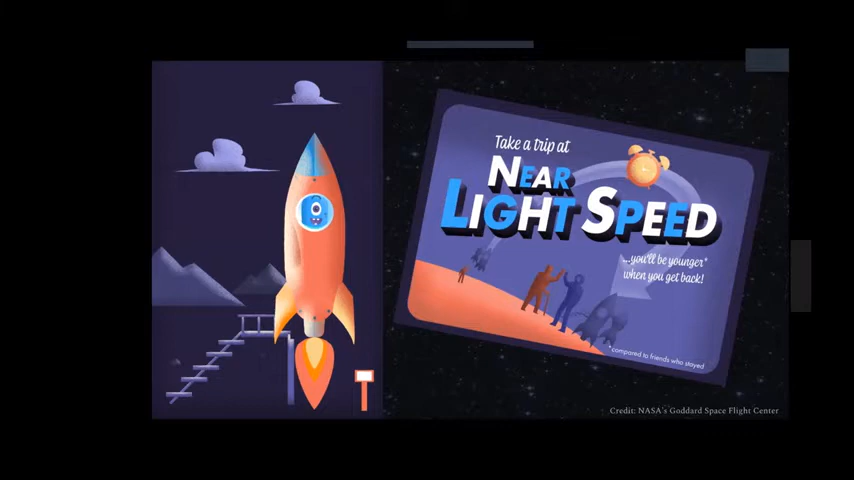 Take a trip at
NEAR
LIGHT SPEED
...you'll be younger*
when you get back!
*compared to friends who stayed
Credit: NASA's Goddard Space Flight Center